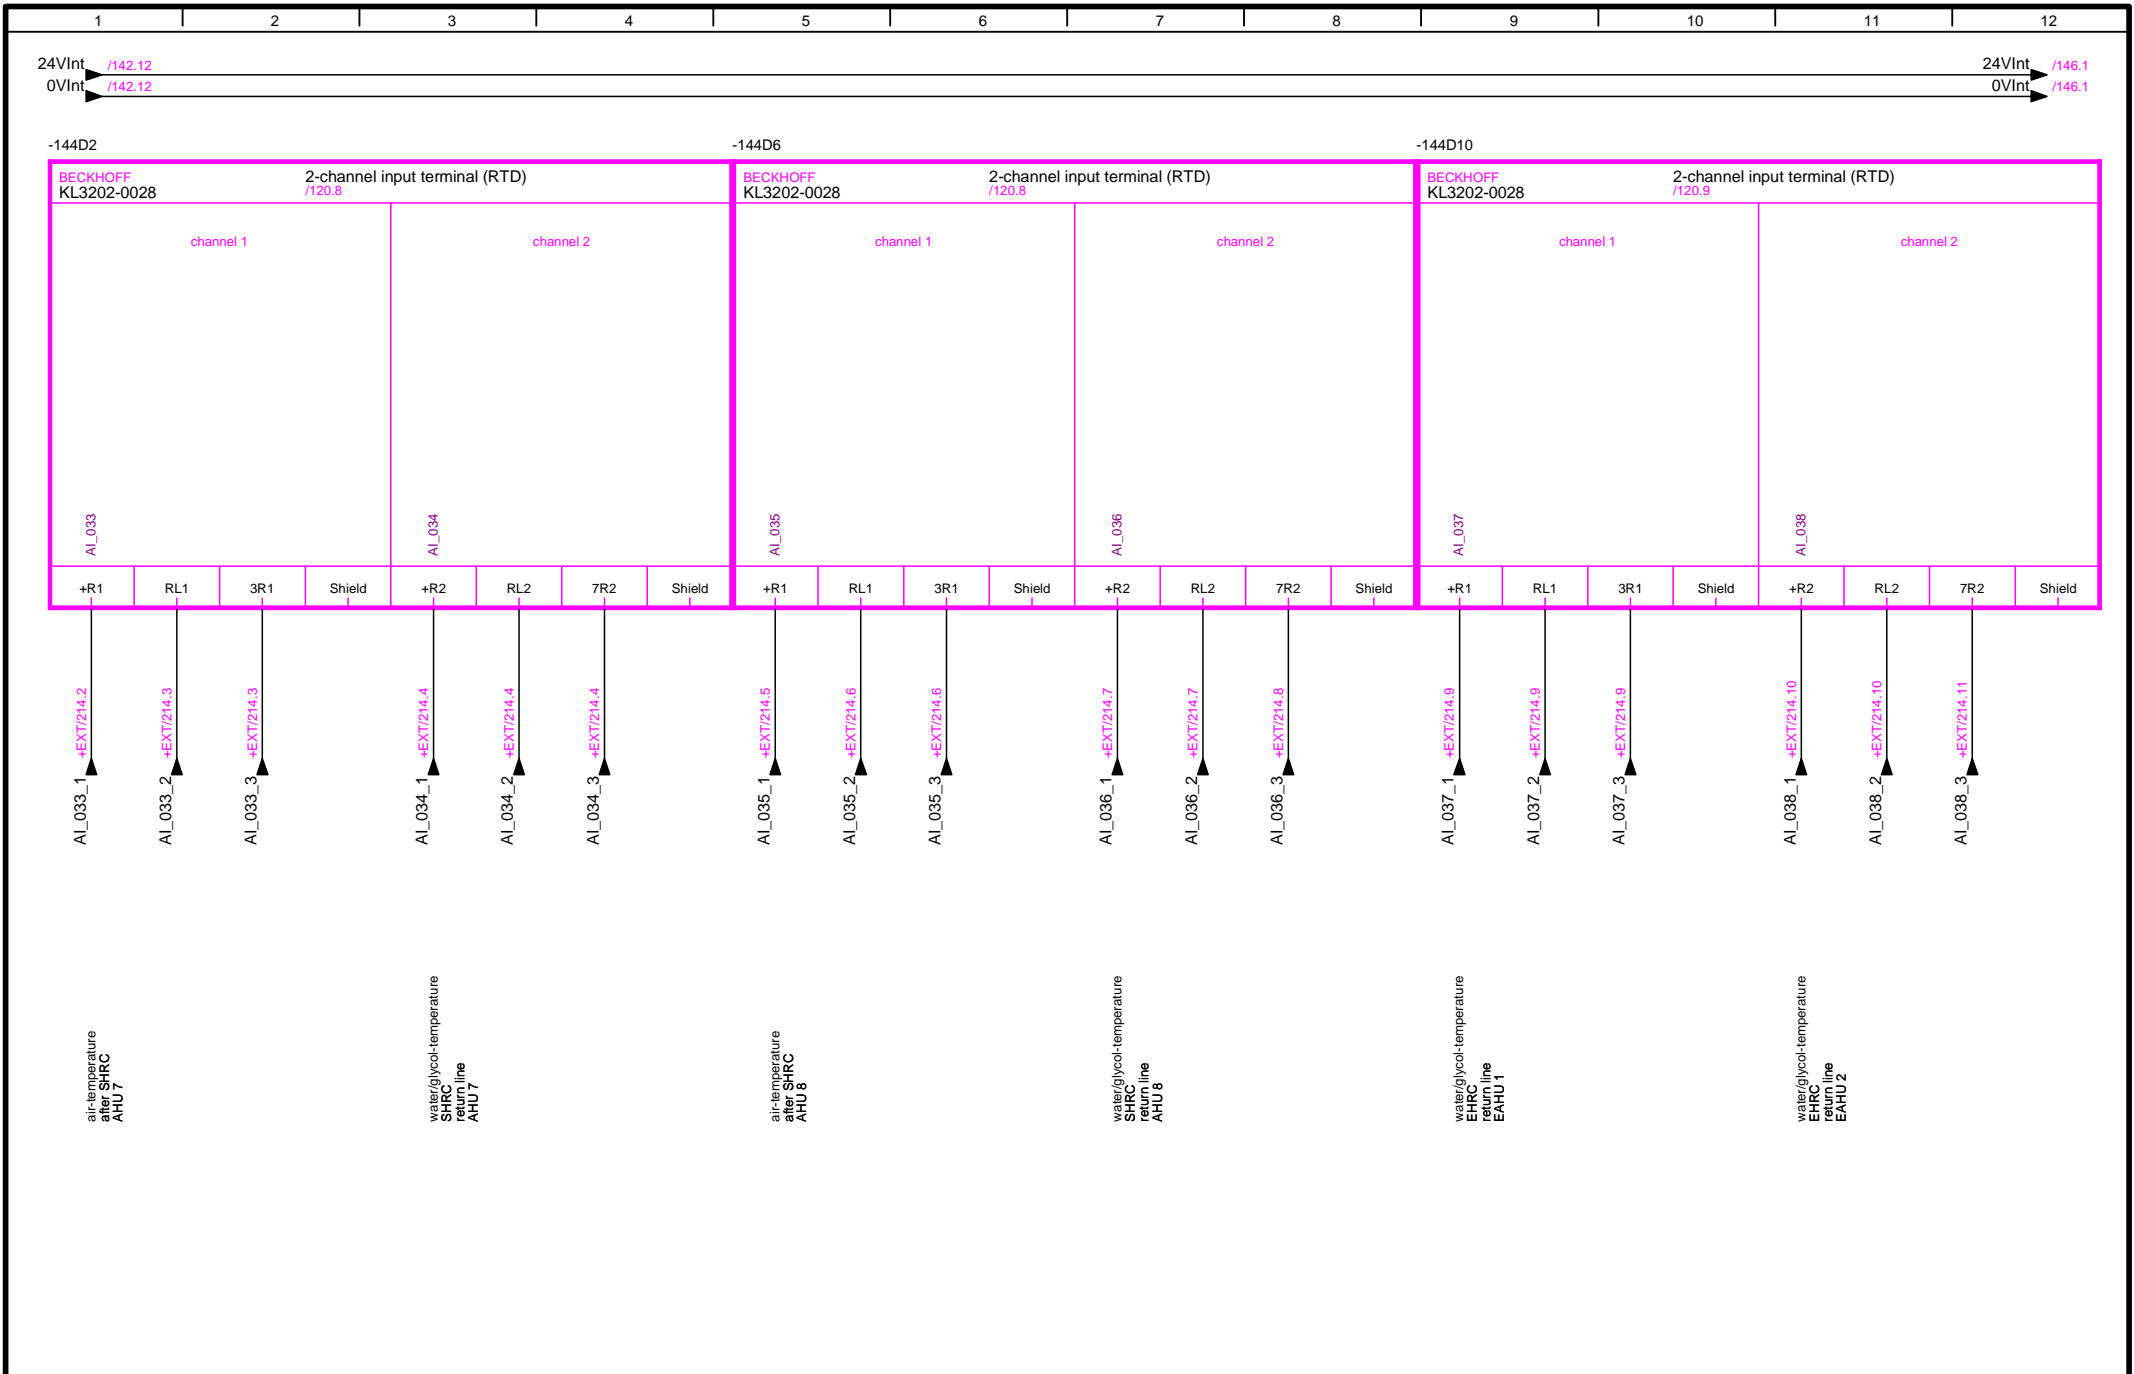 1 2 3 4 5 6 7 8 9 10 11 12
24VInt /142.12 24VInt /146.1
0VInt /142.12 0VInt /146.1
-144D2 -144D6 -144D10
BECKHOFF 2-channel input terminal (RTD) BECKHOFF 2-channel input terminal (RTD) BECKHOFF 2-channel input terminal (RTD)
KL3202-0028 /120.8 KL3202-0028 /120.8 KL3202-0028 /120.9
channel 1 channel 2 channel 1 channel 2 channel 1 channel 2
AI_033 AI_034 AI_035 AI_036 AI_037 AI_038
+R1 RL1 3R1 Shield +R2 RL2 7R2 Shield +R1 RL1 3R1 Shield +R2 RL2 7R2 Shield +R1 RL1 3R1 Shield +R2 RL2 7R2 Shield
+EXT/214.2 +EXT/214.3 +EXT/214.3 +EXT/214.4 +EXT/214.4 +EXT/214.4 +EXT/214.5 +EXT/214.6 +EXT/214.6 +EXT/214.7 +EXT/214.7 +EXT/214.8 +EXT/214.9 +EXT/214.9 +EXT/214.9 +EXT/214.10 +EXT/214.10 +EXT/214.11
AI_033_1 AI_033_2 AI_033_3 AI_034_1 AI_034_2 AI_034_3 AI_035_1 AI_035_2 AI_035_3 AI_036_1 AI_036_2 AI_036_3 AI_037_1 AI_037_2 AI_037_3 AI_038_1 AI_038_2 AI_038_3
air-temperature
after SHRC
AHU 7
water/glycol-temperature
SHRC
return line
AHU 7
air-temperature
after SHRC
AHU 8
water/glycol-temperature
SHRC
return line
AHU 8
water/glycol-temperature
EHRC
return line
EAHU 1
water/glycol-temperature
EHRC
return line
EAHU 2